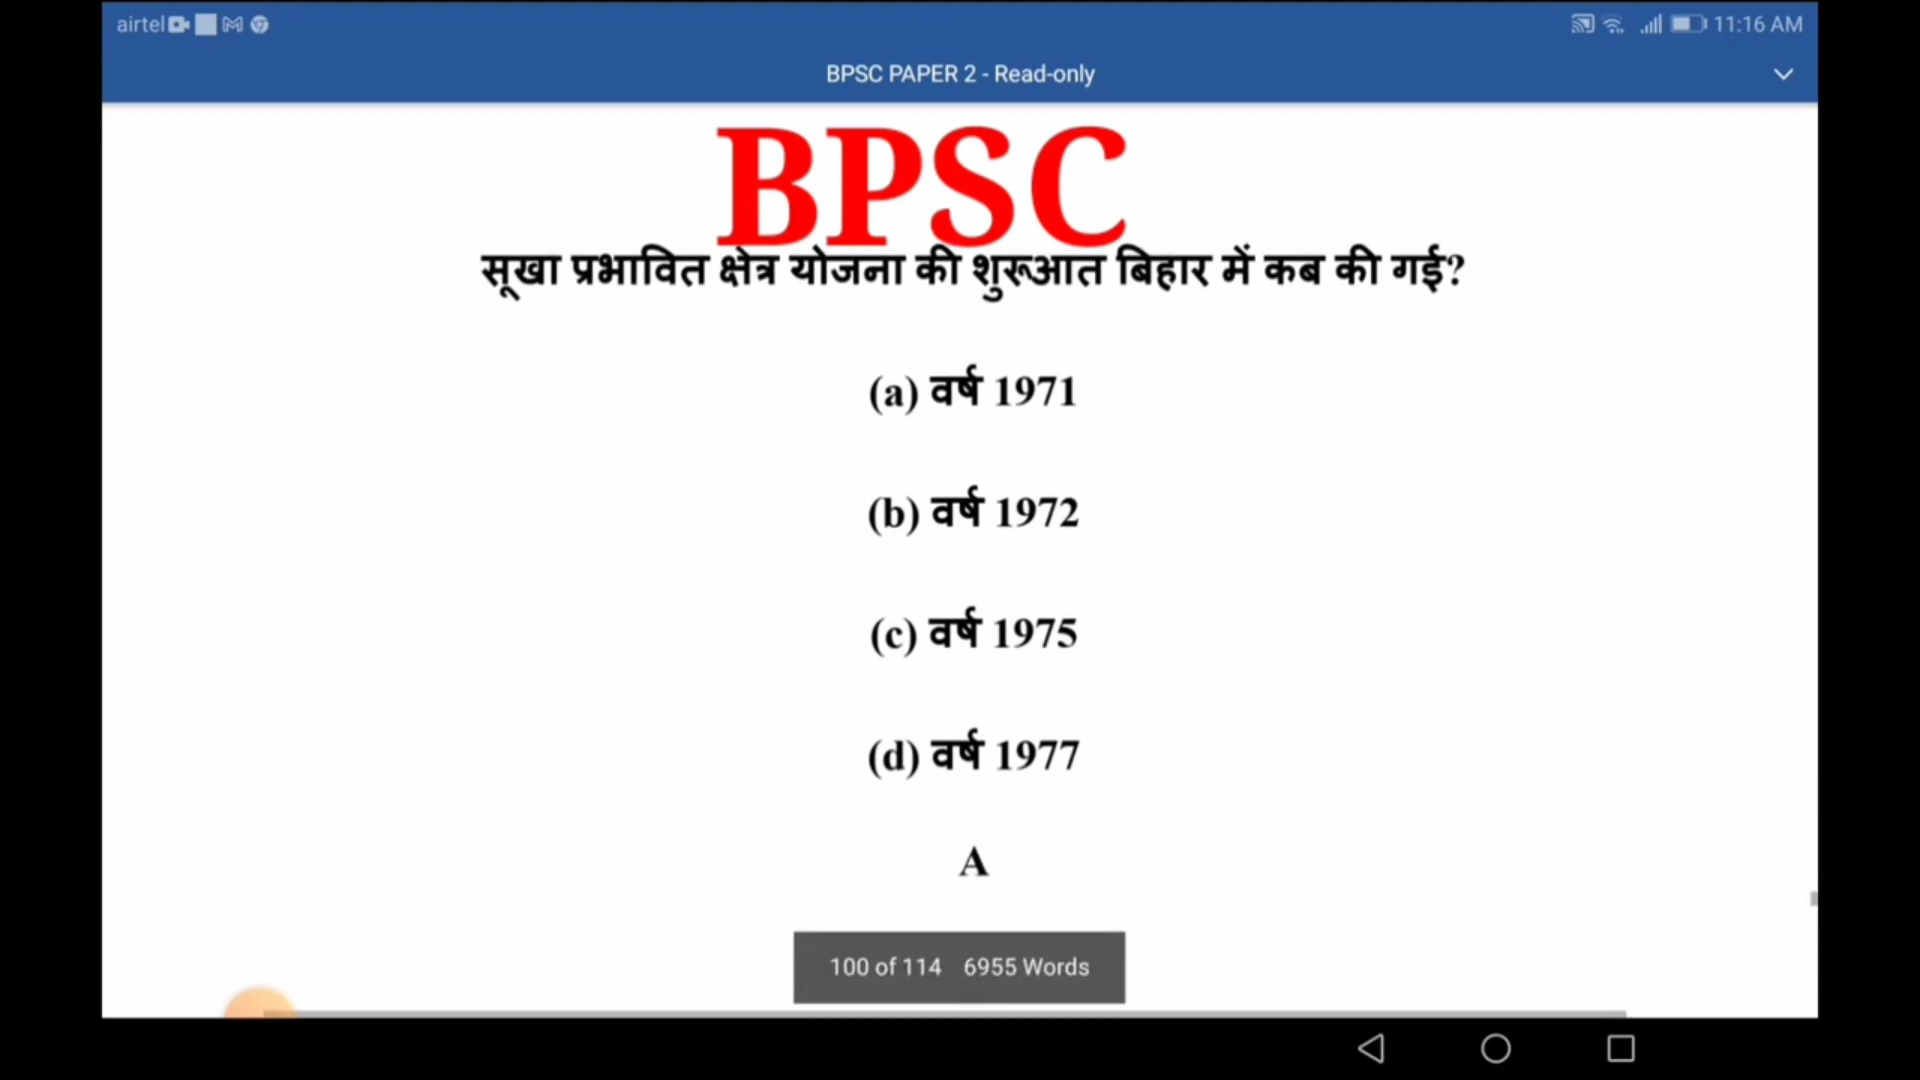 airtel 11:16 AM
BPSC PAPER 2 - Read-only
BPSC
सूखा प्रभावित क्षेत्र योजना की शुरूआत बिहार में कब की गई?
(a) वर्ष 1971
(b) वर्ष 1972
(c) वर्ष 1975
(d) वर्ष 1977
A
100 of 114 6955 Words